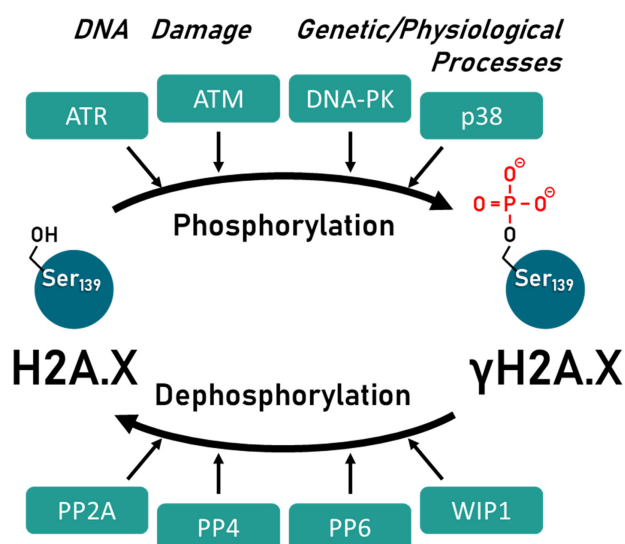 DNA Damage Genetic/Physiological
Processes
ATR ATM DNA-PK p38
Phosphorylation
OH
Ser139
H2A.X
O⊖
O=P-O⊖
O
Ser139
γH2A.X
Dephosphorylation
PP2A PP4 PP6 WIP1